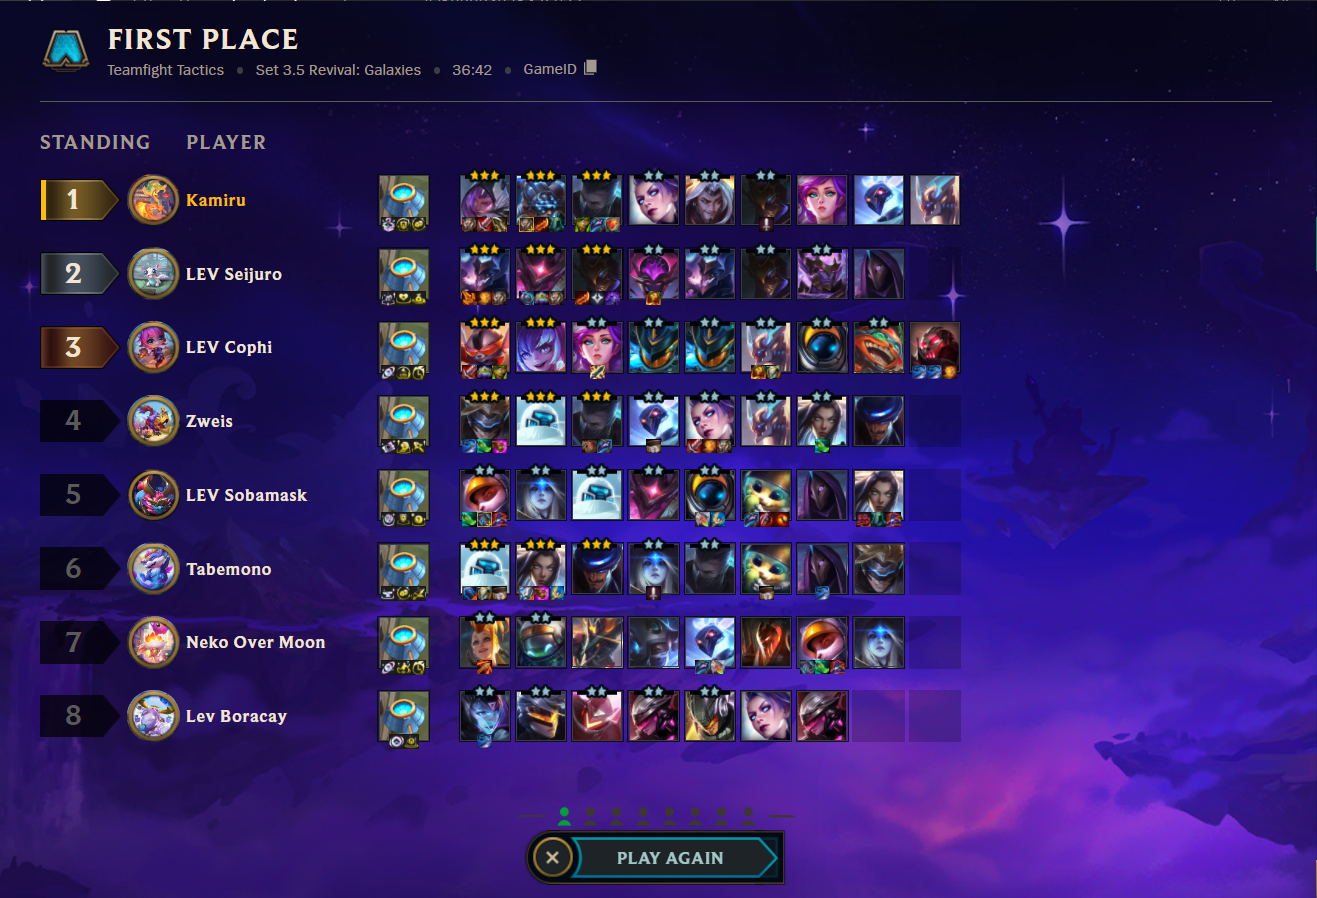 FIRST PLACE
Teamfight Tactics • Set 3.5 Revival: Galaxies • 36:42 • GameID
STANDING PLAYER
1 Kamiru
2 LEV Seijuro
3 LEV Cophi
4 Zweis
5 LEV Sobamask
6 Tabemono
7 Neko Over Moon
8 Lev Boracay
PLAY AGAIN